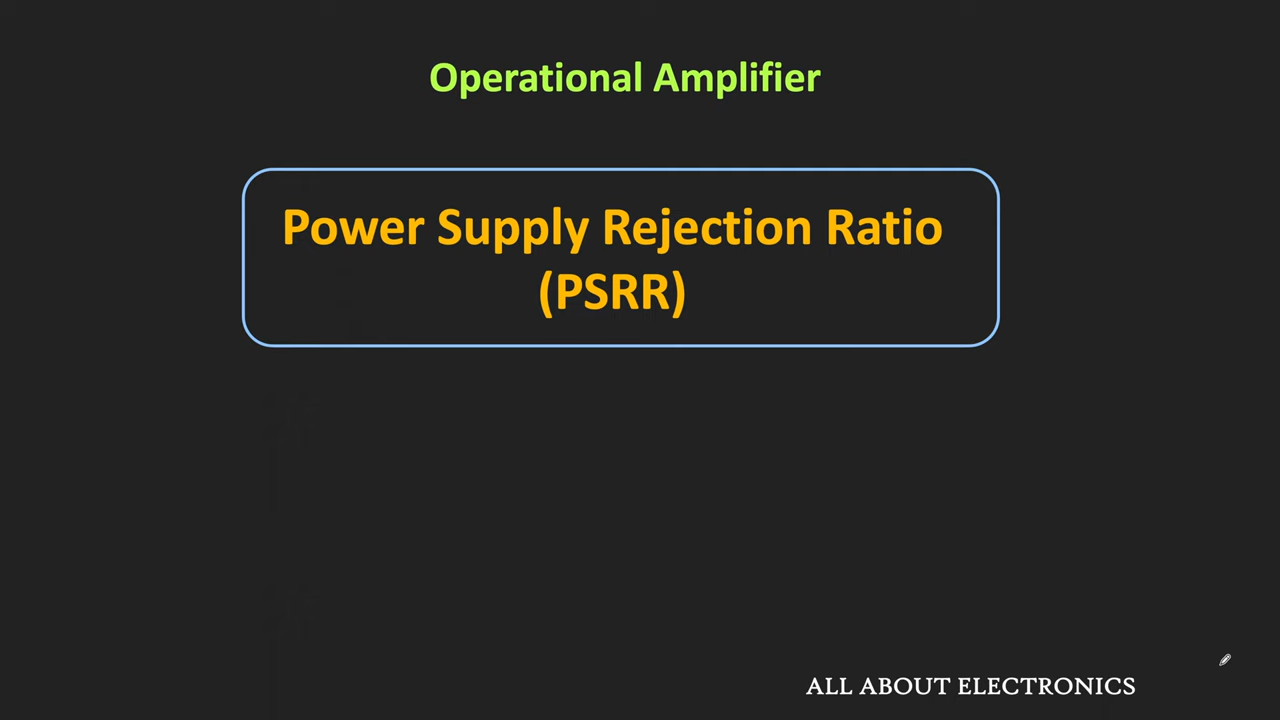 Operational Amplifier
Power Supply Rejection Ratio
(PSRR)
ALL ABOUT ELECTRONICS